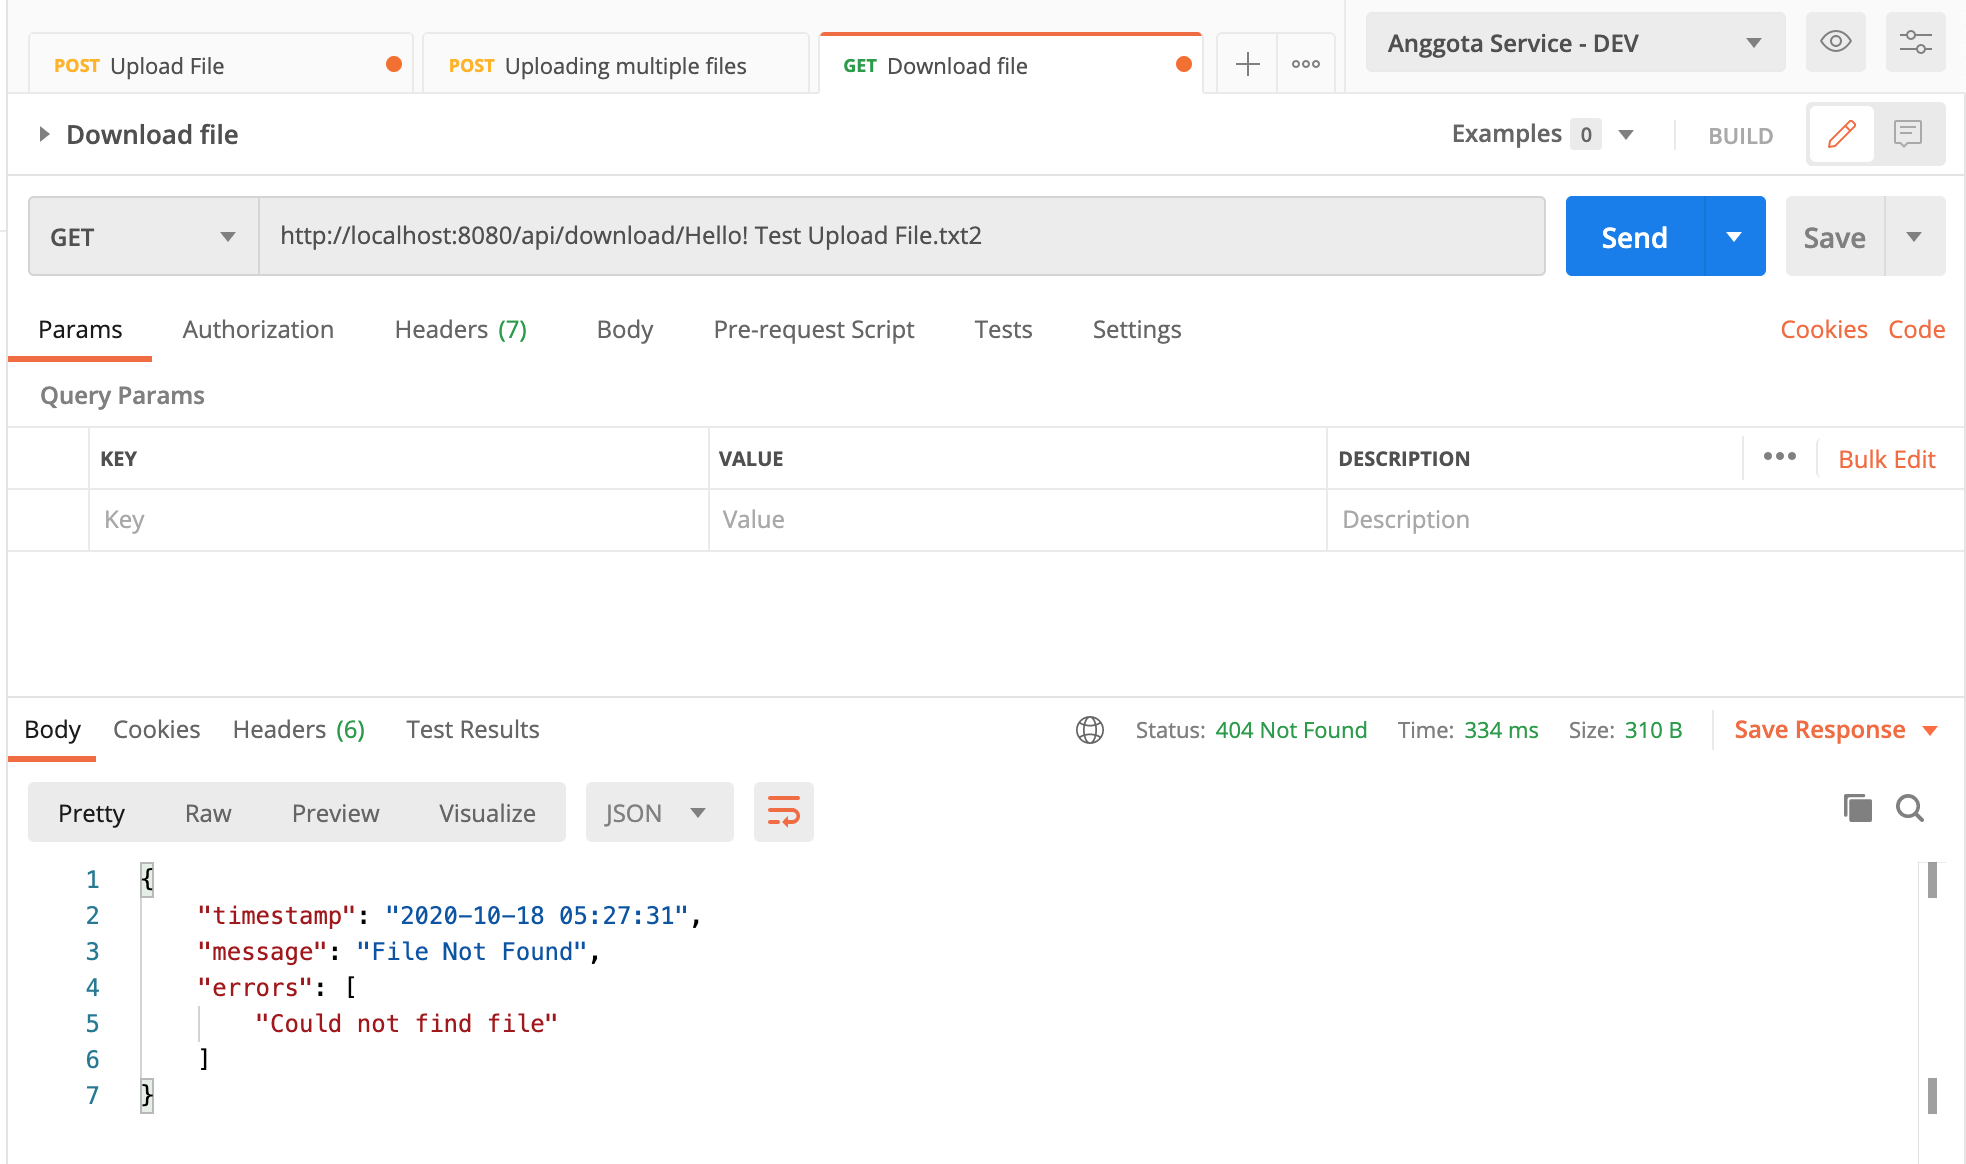 POST Upload File
POST Uploading multiple files
GET Download file
Anggota Service - DEV
Download file
Examples 0
BUILD
GET
http://localhost:8080/api/download/Hello! Test Upload File.txt2
Send
Save
Params Authorization Headers (7) Body Pre-request Script Tests Settings Cookies Code
Query Params
KEY VALUE DESCRIPTION Bulk Edit
Key Value Description
Body Cookies Headers (6) Test Results Status: 404 Not Found Time: 334 ms Size: 310 B Save Response
Pretty Raw Preview Visualize JSON
1 {
2 "timestamp": "2020-10-18 05:27:31",
3 "message": "File Not Found",
4 "errors": [
5 "Could not find file"
6 ]
7 }